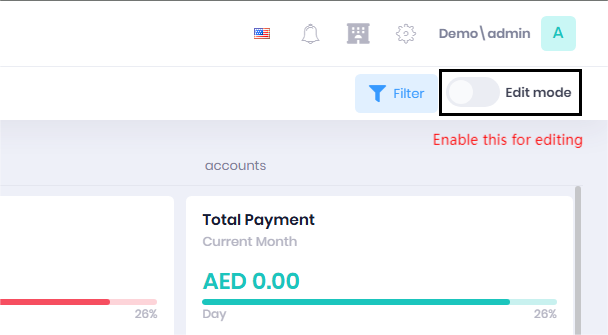 Demo\admin
A
Filter
Edit mode
Enable this for editing
accounts
Total Payment
Current Month
AED 0.00
26%
Day
26%